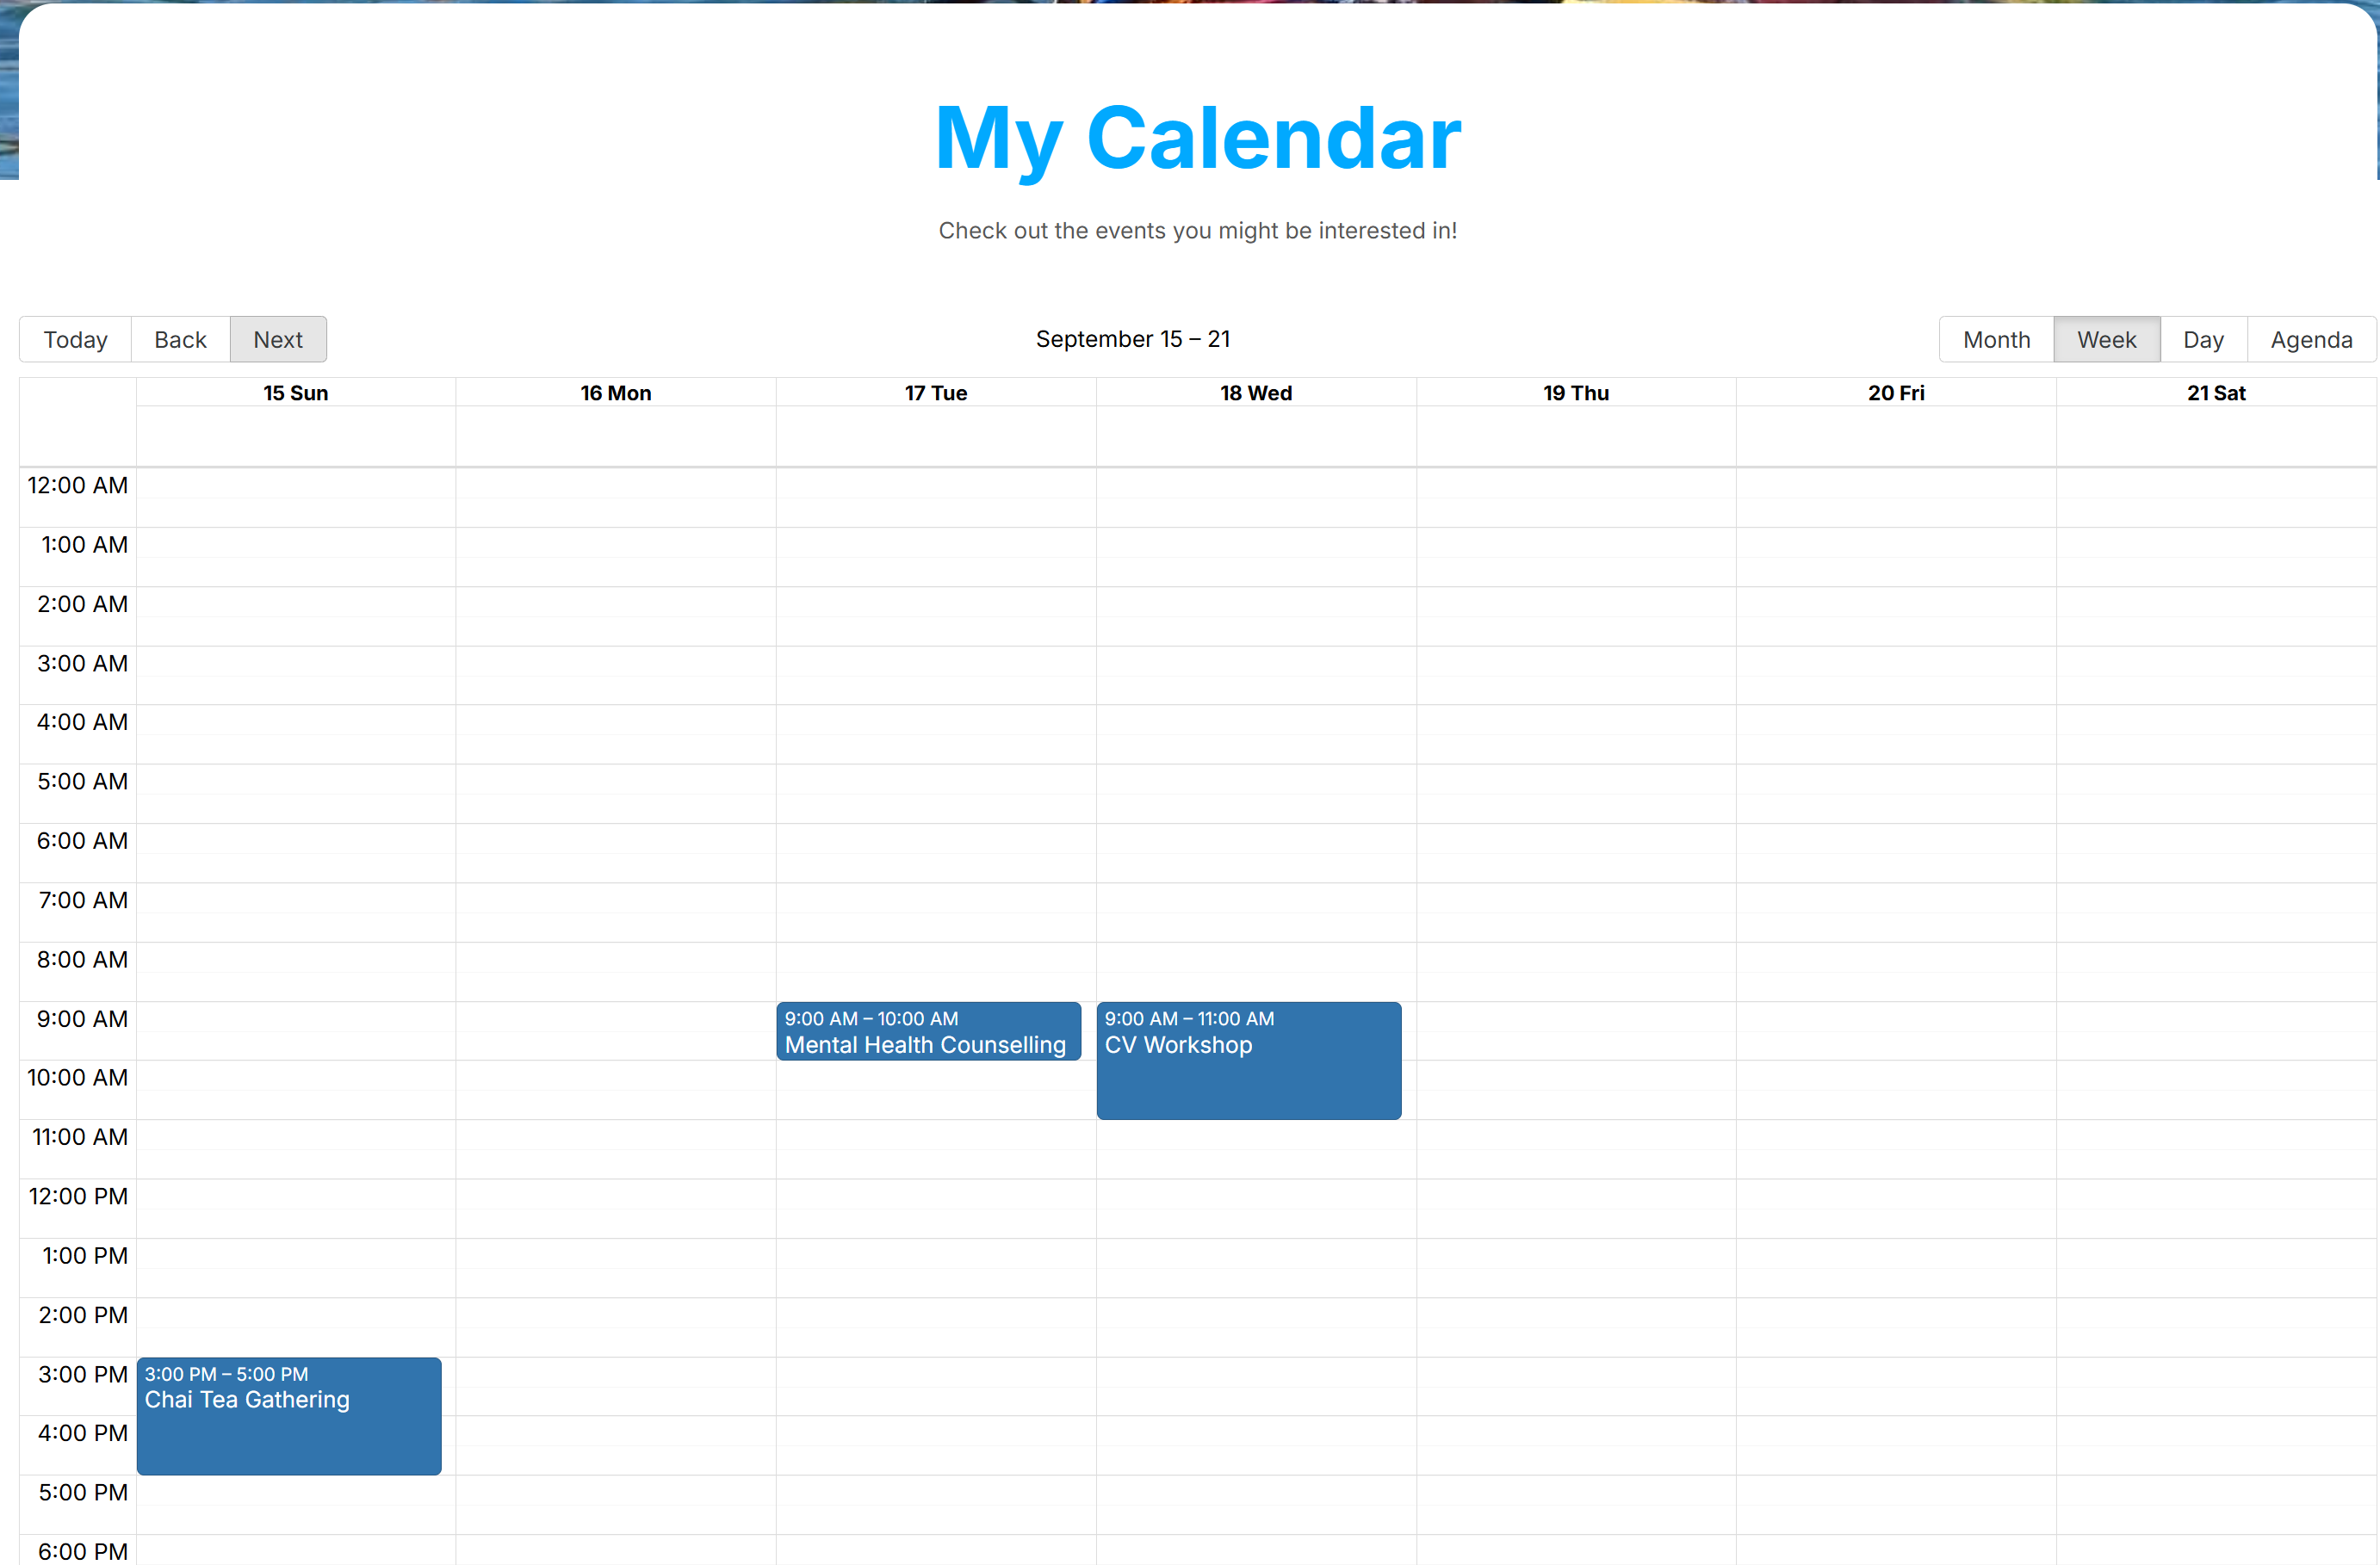 My Calendar
Check out the events you might be interested in!
Today Back Next
September 15 – 21
Month Week Day Agenda
15 Sun 16 Mon 17 Tue 18 Wed 19 Thu 20 Fri 21 Sat
12:00 AM
1:00 AM
2:00 AM
3:00 AM
4:00 AM
5:00 AM
6:00 AM
7:00 AM
8:00 AM
9:00 AM
9:00 AM – 10:00 AM
Mental Health Counselling
9:00 AM – 11:00 AM
CV Workshop
10:00 AM
11:00 AM
12:00 PM
1:00 PM
2:00 PM
3:00 PM
3:00 PM – 5:00 PM
Chai Tea Gathering
4:00 PM
5:00 PM
6:00 PM